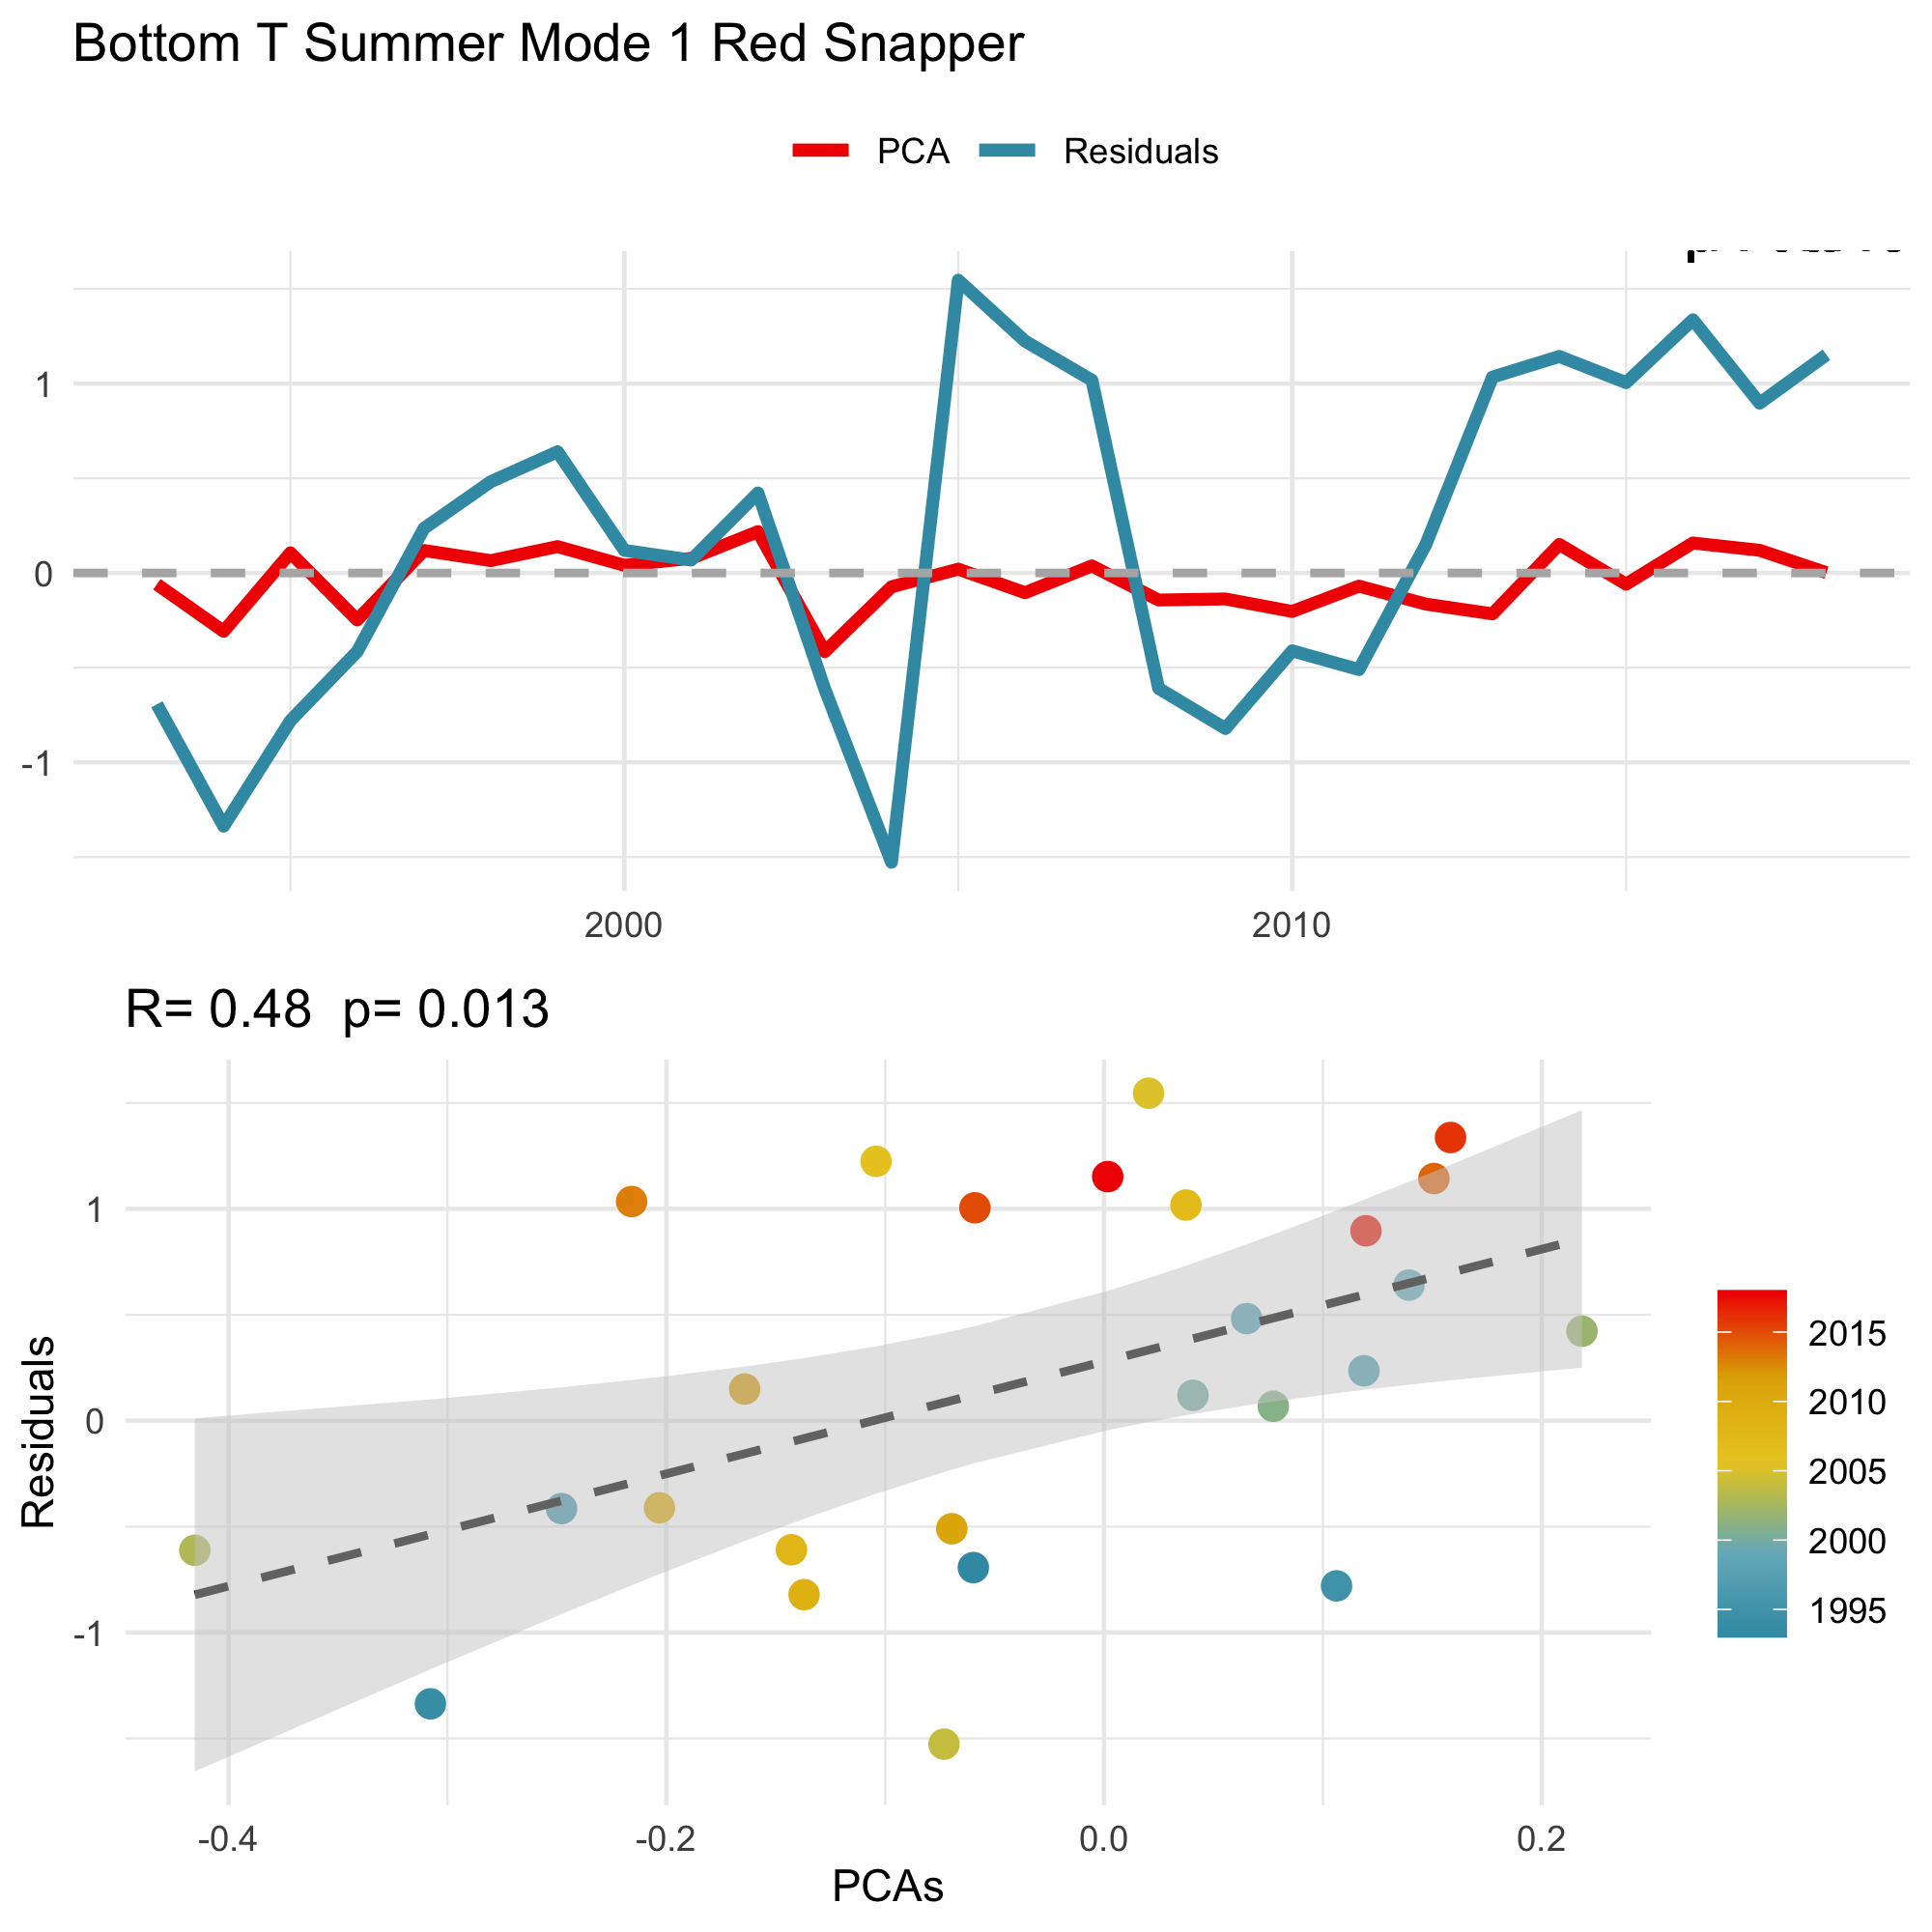 Bottom T Summer Mode 1 Red Snapper
PCA Residuals
1
0
-1
2000 2010
R= 0.48 p= 0.013
Residuals
1
0
-1
2015
2010
2005
2000
1995
-0.4 -0.2 0.0 0.2
PCAs